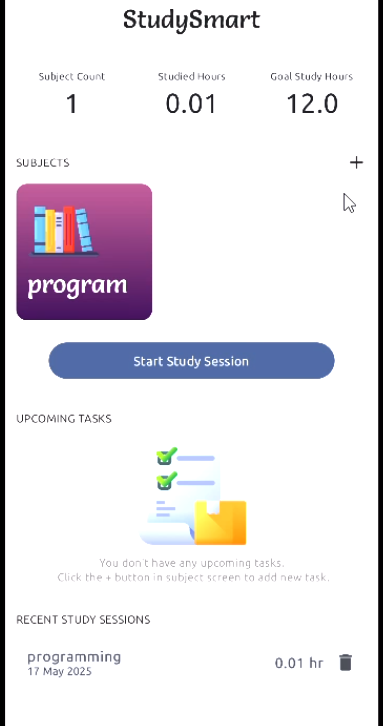 StudySmart
Subject Count Studied Hours Goal Study Hours
1 0.01 12.0
SUBJECTS +
program
Start Study Session
UPCOMING TASKS
You don't have any upcoming tasks.
Click the + button in subject screen to add new task.
RECENT STUDY SESSIONS
programming 0.01 hr
17 May 2025